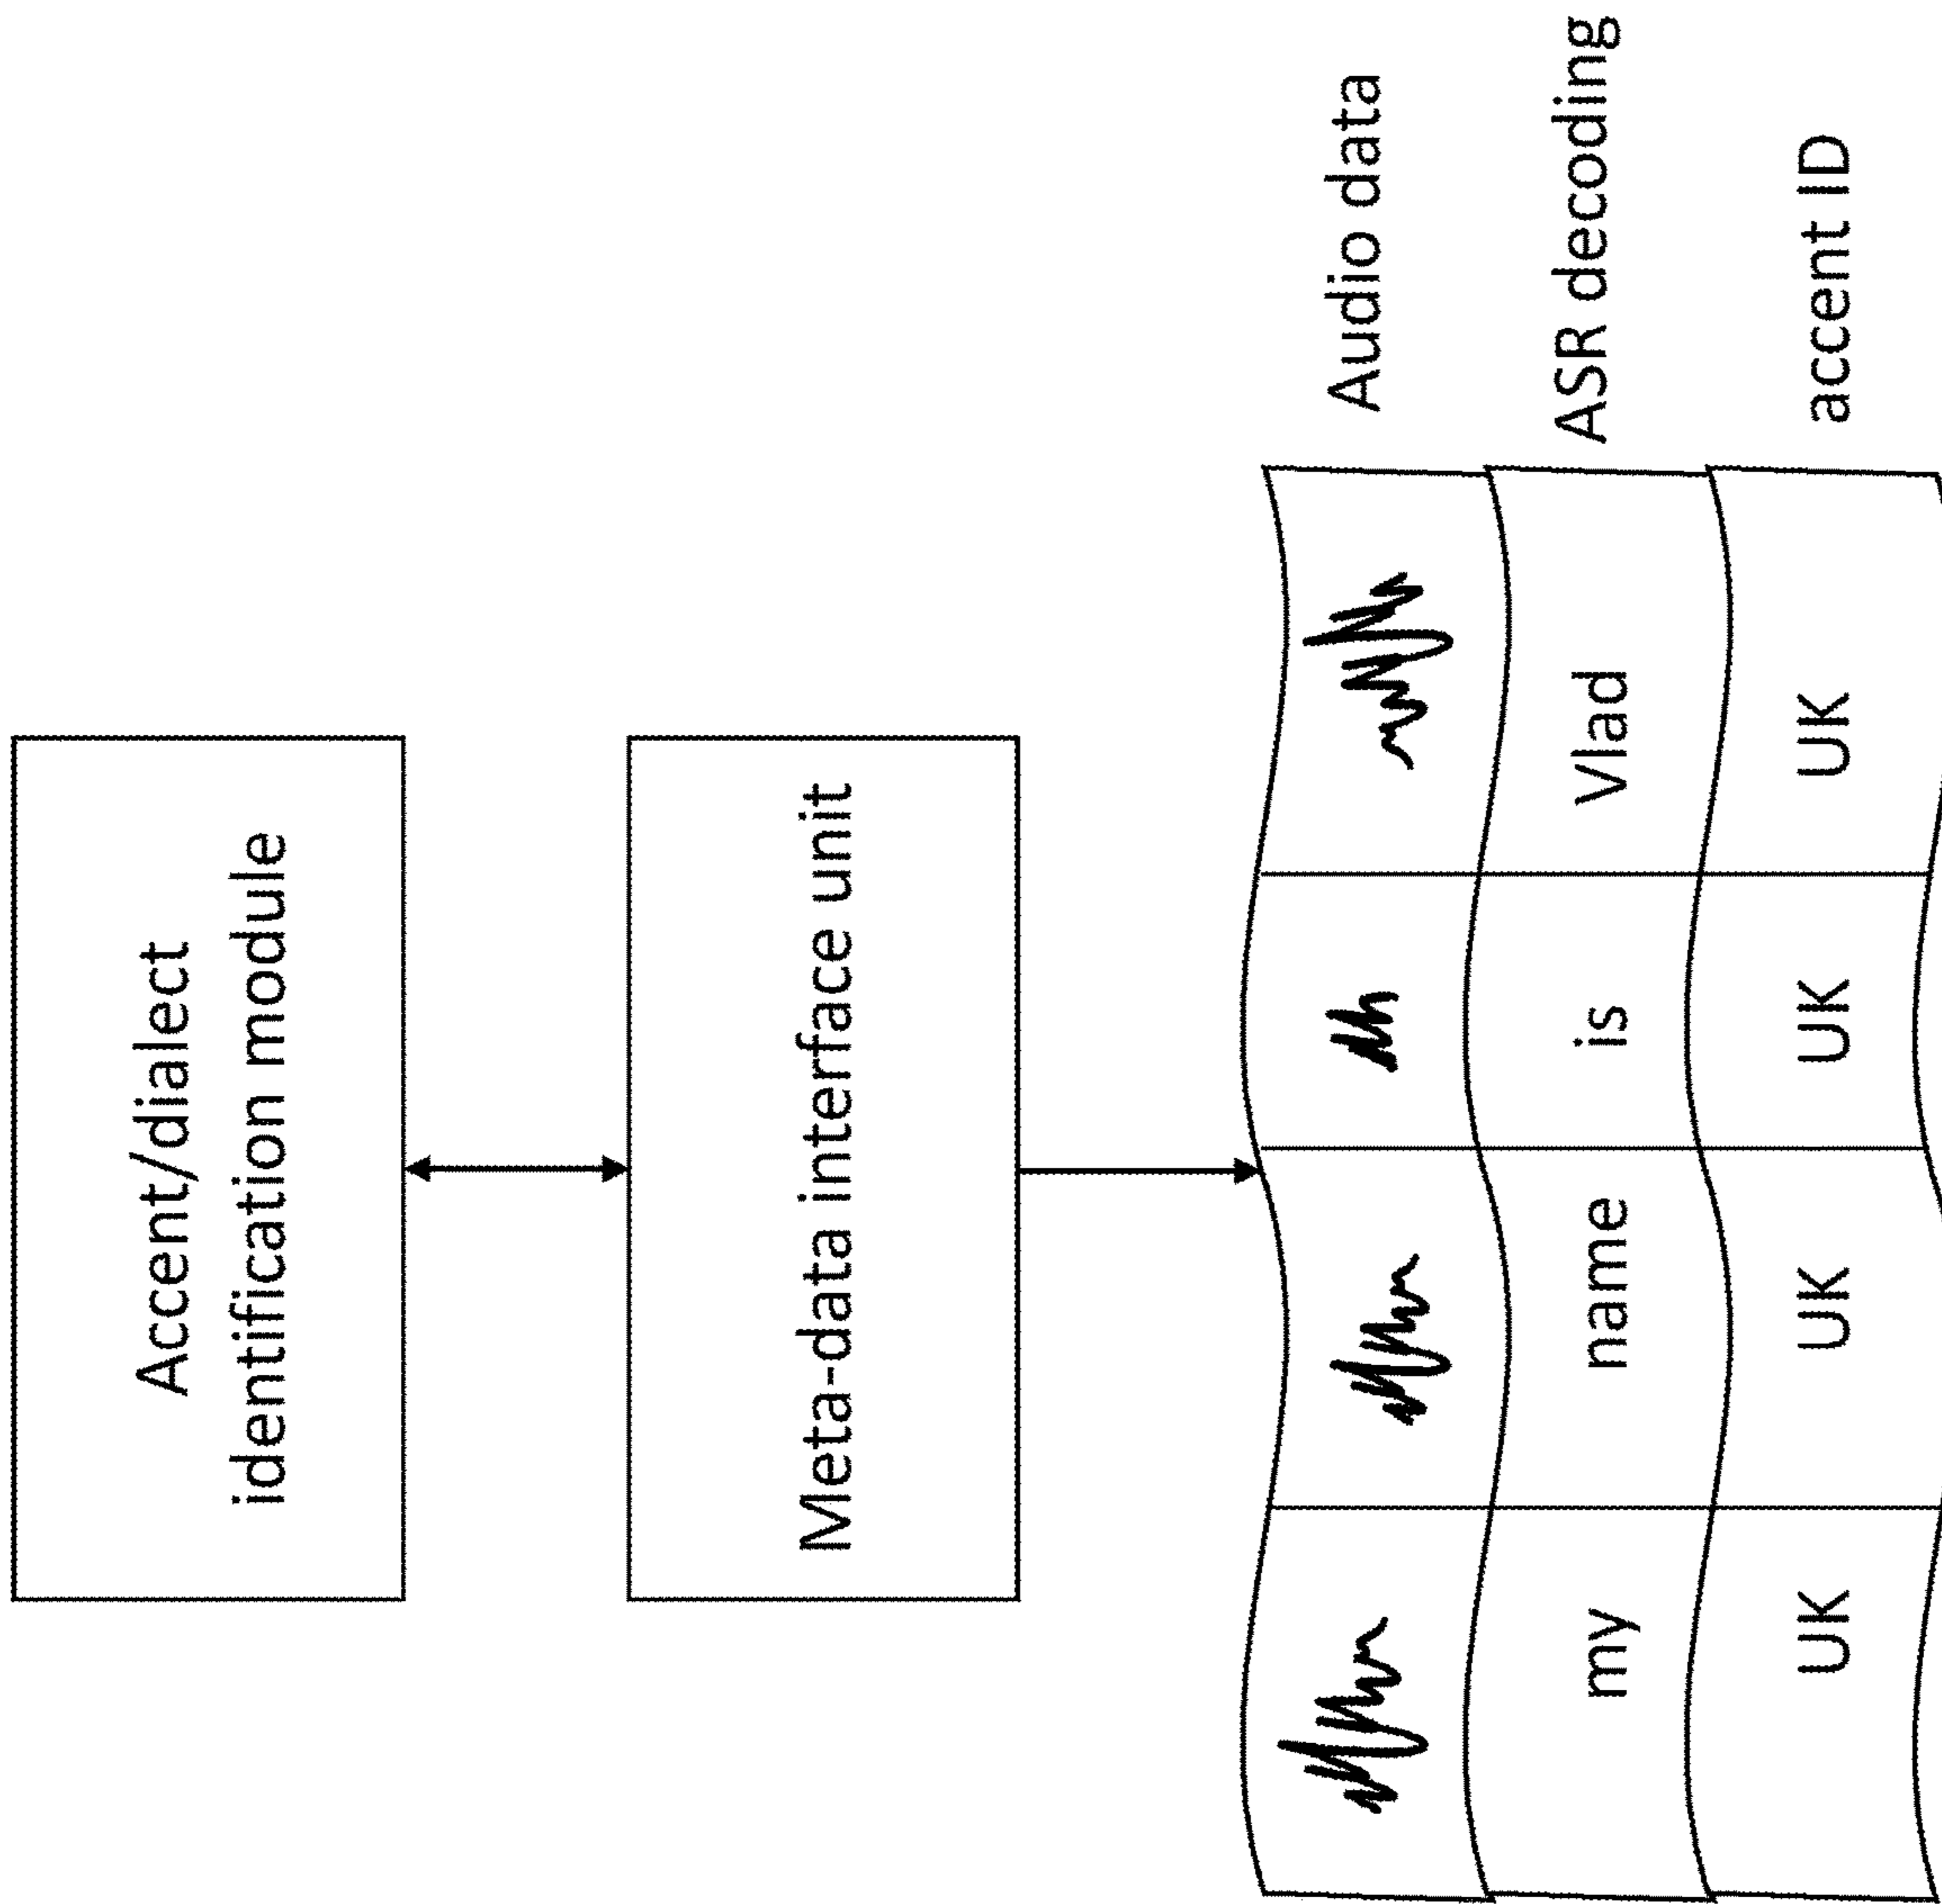 Accent/dialect
identification module
Meta-data interface unit
Audio data
my name is Vlad ASR decoding
UK UK UK UK accent ID